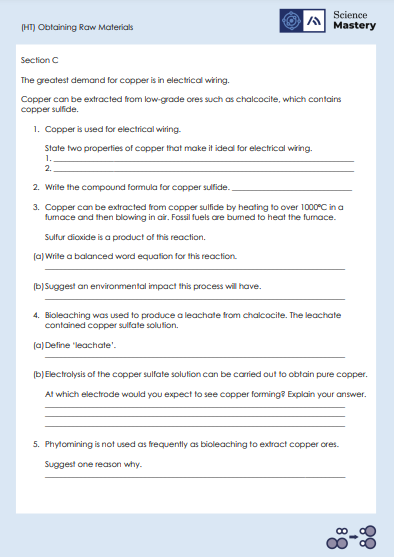 (HT) Obtaining Raw Materials
Science
Mastery
Section C
The greatest demand for copper is in electrical wiring.
Copper can be extracted from low-grade ores such as chalcocite, which contains
copper sulfide.
1. Copper is used for electrical wiring.
State two properties of copper that make it ideal for electrical wiring.
1.
2.
2. Write the compound formula for copper sulfide.
3. Copper can be extracted from copper sulfide by heating to over 1000°C in a
furnace and then blowing in air. Fossil fuels are burned to heat the furnace.
Sulfur dioxide is a product of this reaction.
(a) Write a balanced word equation for this reaction.
(b) Suggest an environmental impact this process will have.
4. Bioleaching was used to produce a leachate from chalcocite. The leachate
contained copper sulfate solution.
(a) Define ‘leachate’.
(b) Electrolysis of the copper sulfate solution can be carried out to obtain pure copper.
At which electrode would you expect to see copper forming? Explain your answer.
5. Phytomining is not used as frequently as bioleaching to extract copper ores.
Suggest one reason why.